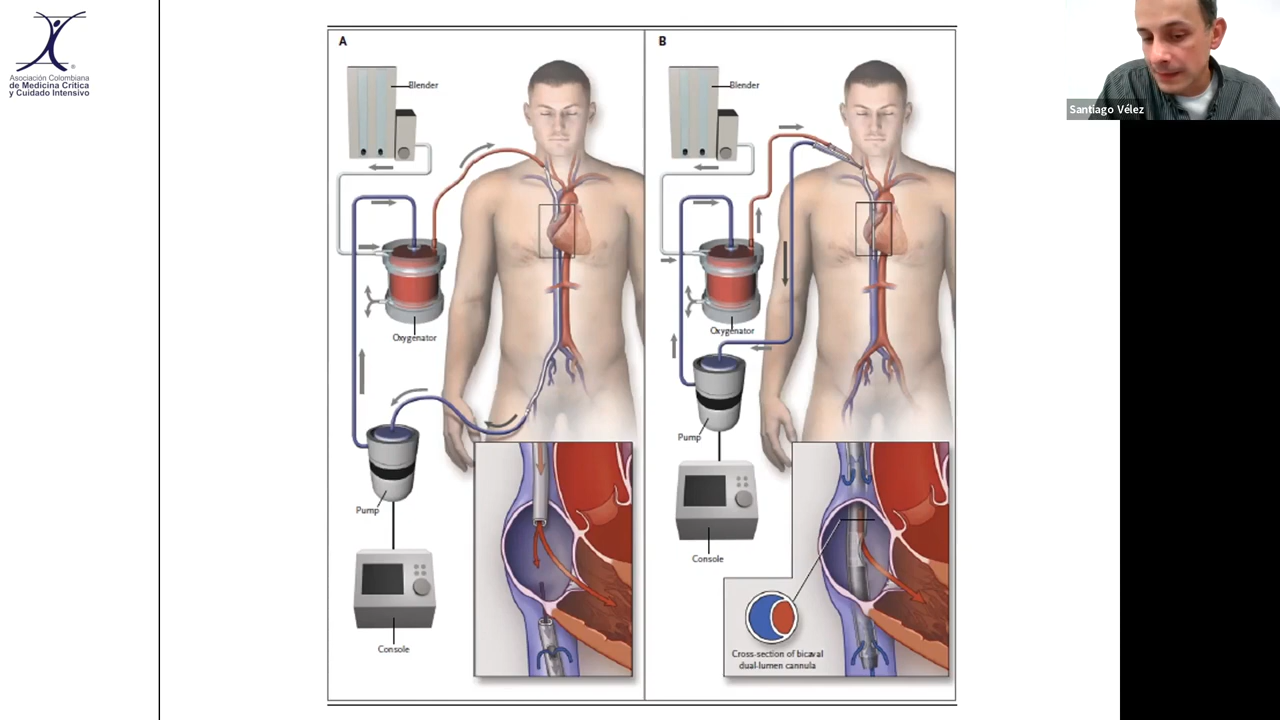 Asociación Colombiana
de Medicina Crítica
y Cuidado Intensivo
®
A
Blender
Oxygenator
Pump
Console
B
Blender
Oxygenator
Pump
Console
Cross-section of bicaval
dual-lumen cannula
Santiago Vélez